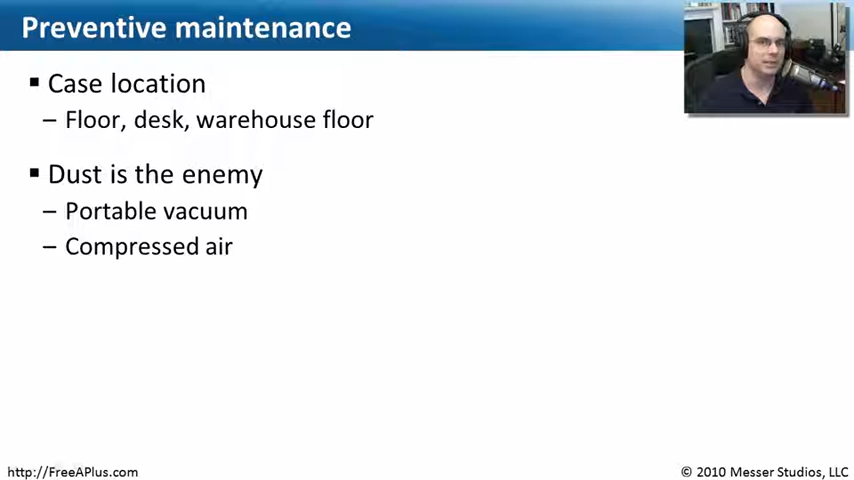 Preventive maintenance
▪ Case location
– Floor, desk, warehouse floor
▪ Dust is the enemy
– Portable vacuum
– Compressed air
http://FreeAPlus.com
© 2010 Messer Studios, LLC